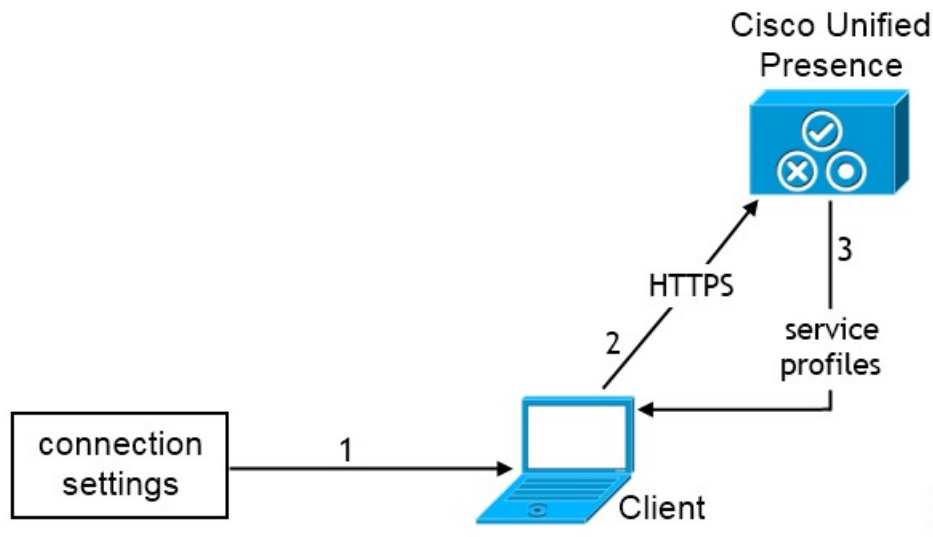 Cisco Unified
Presence
3
HTTPS
2
service
profiles
connection
settings
1
Client